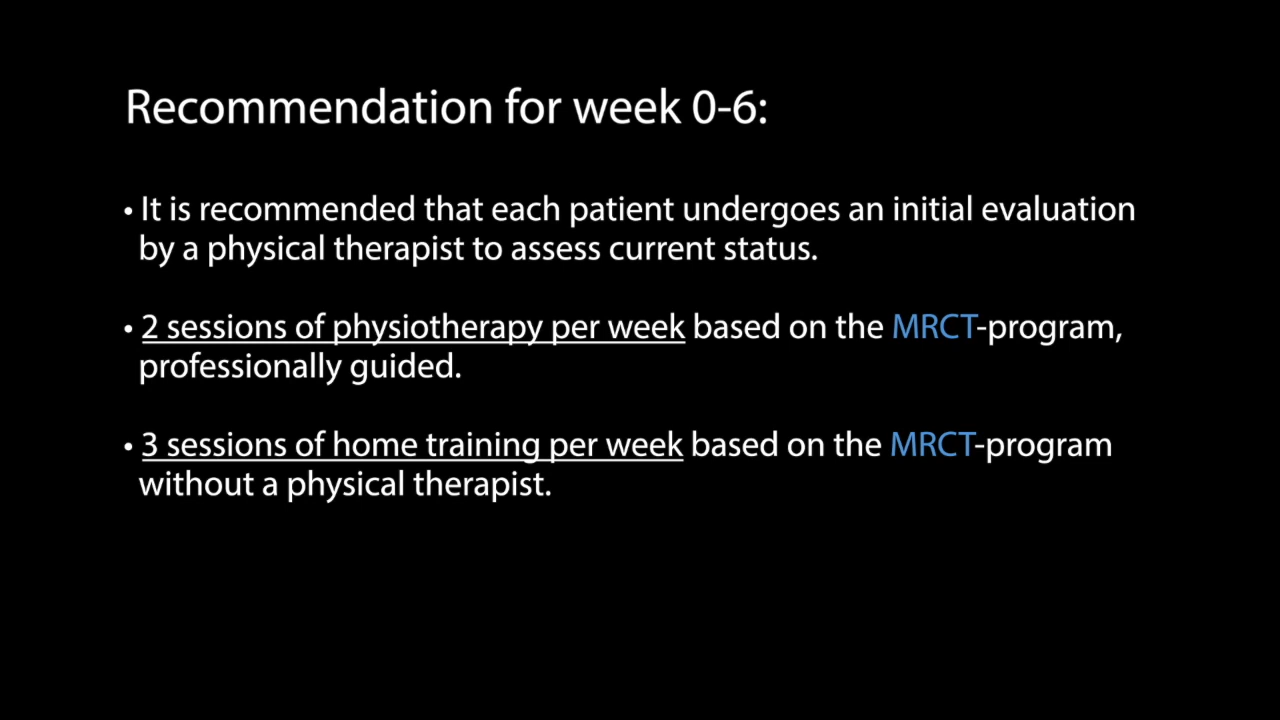 Recommendation for week 0-6:
• It is recommended that each patient undergoes an initial evaluation
by a physical therapist to assess current status.
• 2 sessions of physiotherapy per week based on the MRCT-program,
professionally guided.
• 3 sessions of home training per week based on the MRCT-program
without a physical therapist.